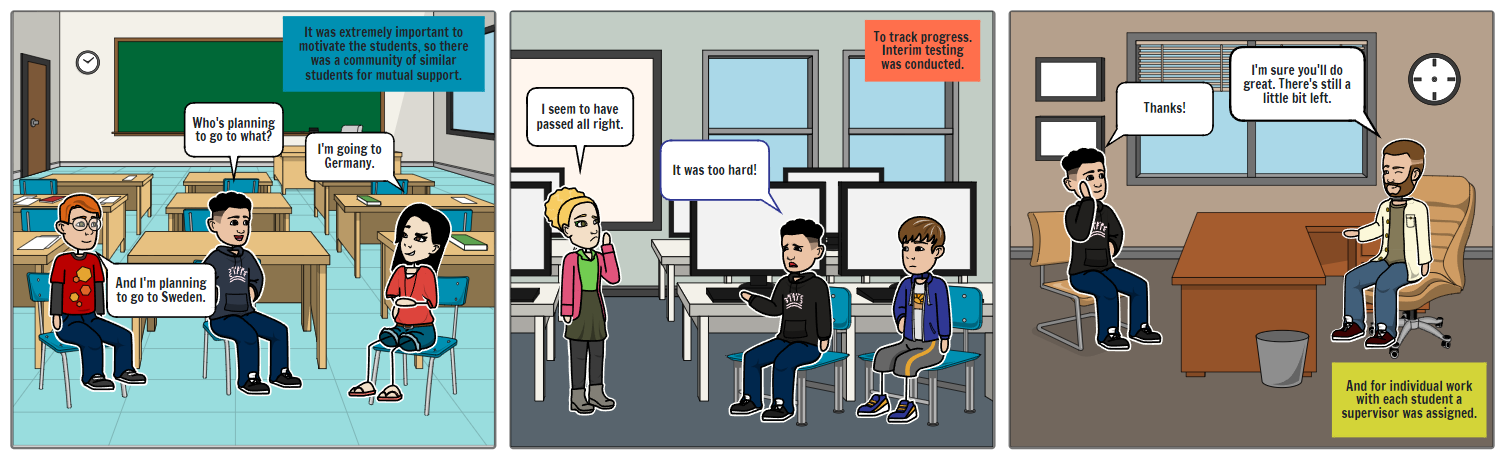 It was extremely important to
motivate the students, so there
was a community of similar
students for mutual support.
Who's planning
to go to what?
I'm going to
Germany.
And I'm planning
to go to Sweden.
To track progress.
Interim testing
was conducted.
I seem to have
passed all right.
It was too hard!
STATE
Thanks!
I'm sure you'll do
great. There's still a
little bit left.
And for individual work
with each student a
supervisor was assigned.